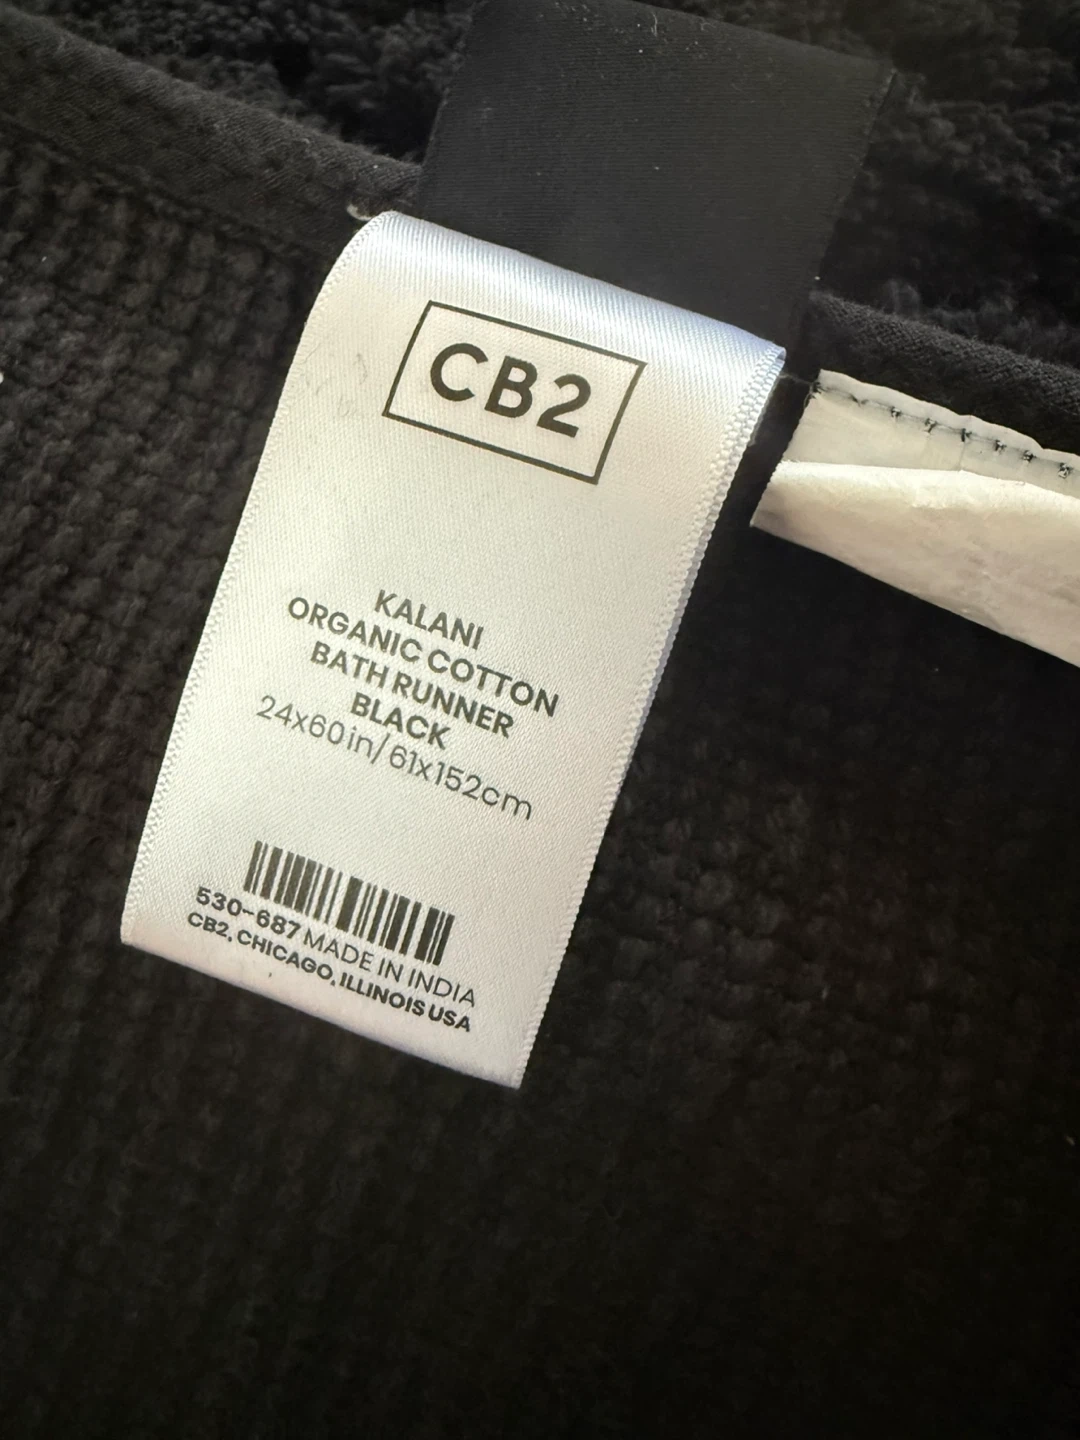 CB2
KALANI
ORGANIC COTTON
BATH RUNNER
BLACK
24x60in/61x152cm
530-687 MADE IN INDIA
CB2, CHICAGO, ILLINOIS USA